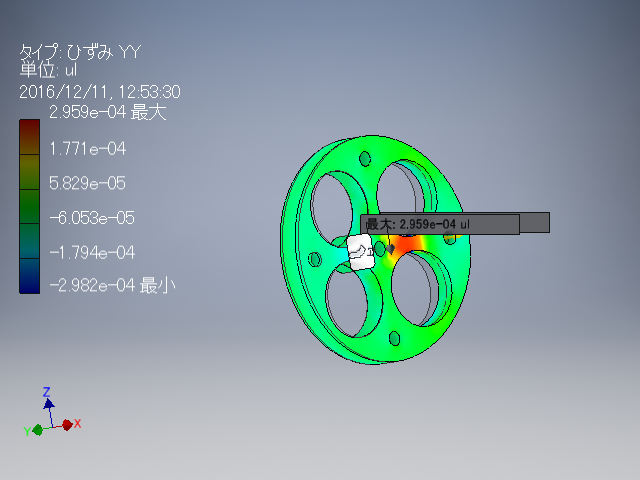 タイプ: ひずみ YY
単位: ul
2016/12/11, 12:53:30
2.959e-04 最大
1.771e-04
5.829e-05
-6.053e-05
-1.794e-04
-2.982e-04 最小
最大: 2.959e-04 ul
Z
Y
X